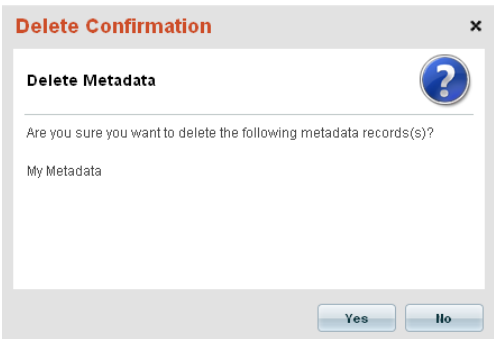 Delete Confirmation
Delete Metadata
Are you sure you want to delete the following metadata records(s)?
My Metadata
Yes No